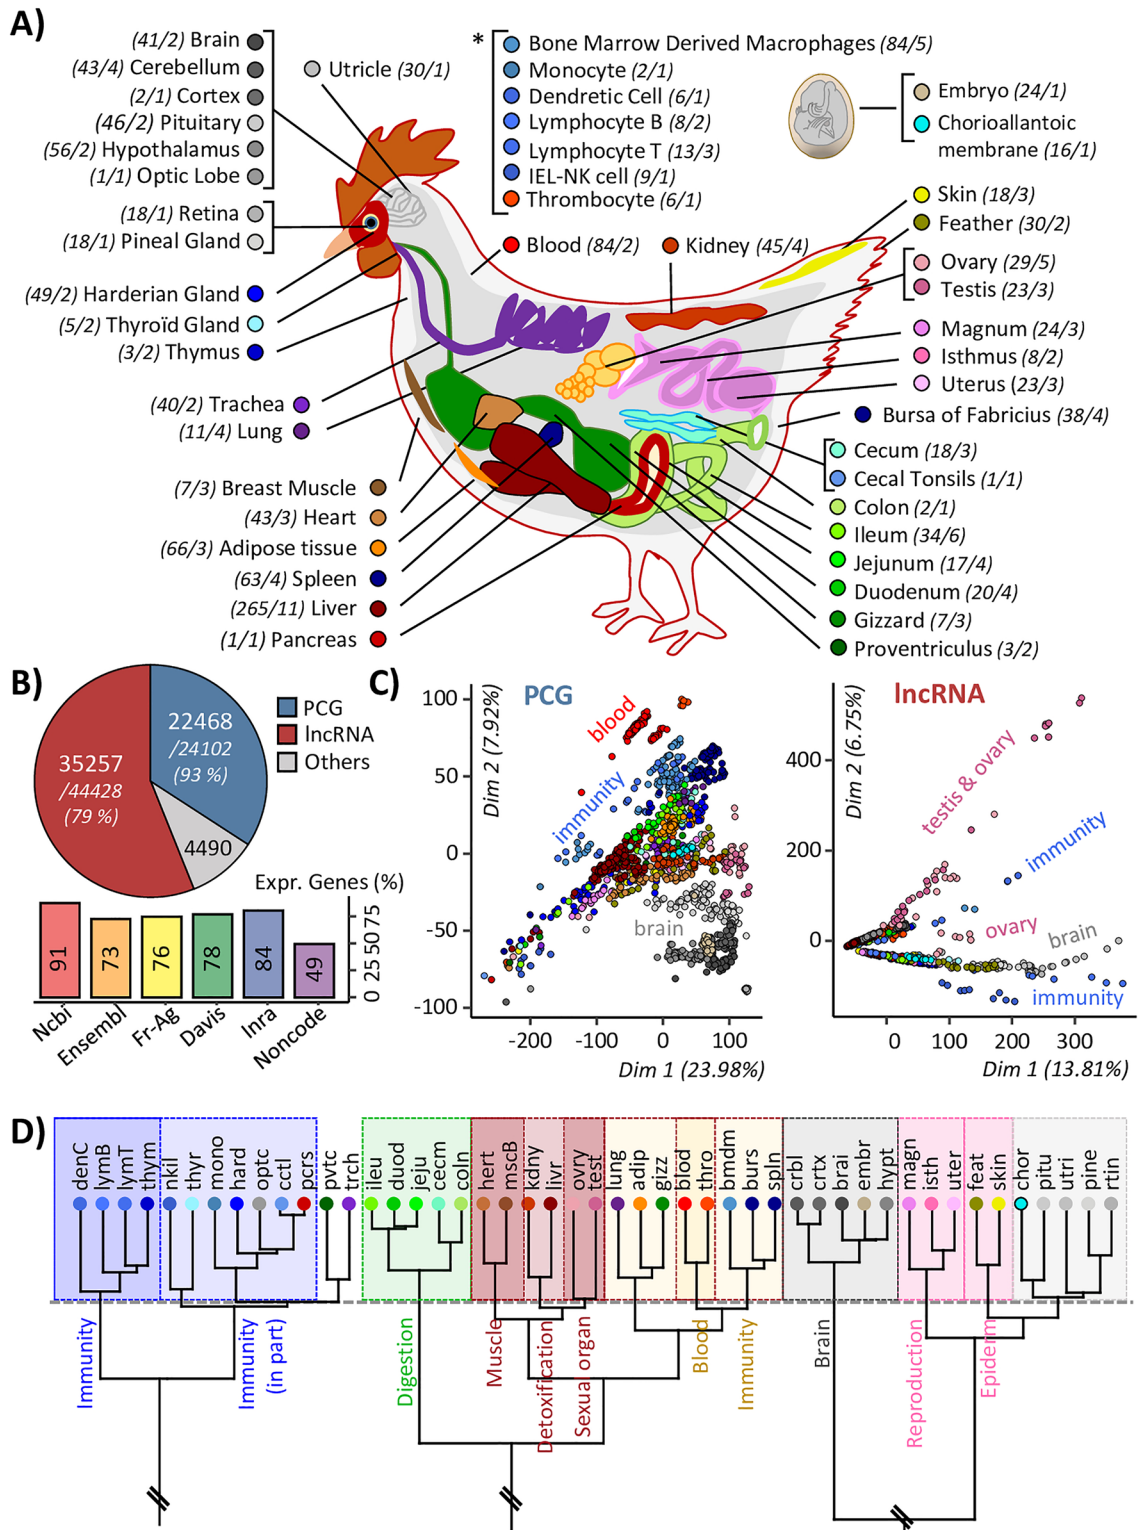 A)
(41/2) Brain
(43/4) Cerebellum
(2/1) Cortex
(46/2) Pituitary
(56/2) Hypothalamus
(1/1) Optic Lobe
(18/1) Retina
(18/1) Pineal Gland
(49/2) Harderian Gland
(5/2) Thyroïd Gland
(3/2) Thymus
(40/2) Trachea
(11/4) Lung
(7/3) Breast Muscle
(43/3) Heart
(66/3) Adipose tissue
(63/4) Spleen
(265/11) Liver
(1/1) Pancreas
Utricle (30/1)
*
Bone Marrow Derived Macrophages (84/5)
Monocyte (2/1)
Dendretic Cell (6/1)
Lymphocyte B (8/2)
Lymphocyte T (13/3)
IEL-NK cell (9/1)
Thrombocyte (6/1)
Blood (84/2)
Kidney (45/4)
Embryo (24/1)
Chorioallantoic
membrane (16/1)
Skin (18/3)
Feather (30/2)
Ovary (29/5)
Testis (23/3)
Magnum (24/3)
Isthmus (8/2)
Uterus (23/3)
Bursa of Fabricius (38/4)
Cecum (18/3)
Cecal Tonsils (1/1)
Colon (2/1)
Ileum (34/6)
Jejunum (17/4)
Duodenum (20/4)
Gizzard (7/3)
Proventriculus (3/2)
B)
22468
/24102
(93 %)
35257
/44428
(79 %)
4490
PCG
lncRNA
Others
Expr. Genes (%)
75
50
25
0
91
73
76
78
84
49
Ncbi
Ensembl
Fr-Ag
Davis
Inra
Noncode
C)
PCG
Dim 2 (7.92%)
100
50
0
-50
-100
blood
immunity
brain
-200
-100
0
100
Dim 1 (23.98%)
lncRNA
Dim 2 (6.75%)
400
200
0
testis & ovary
immunity
ovary
brain
immunity
0
100
200
300
Dim 1 (13.81%)
D)
denC
lymB
lymT
thym
nkil
thyr
mono
hard
optc
cctl
pcrs
pvtc
trch
ileu
duod
jeju
cecm
coln
hert
mscB
kdny
livr
ovry
test
lung
adip
gizz
blod
thro
bmdm
burs
spln
crbl
crtx
brai
embr
hypt
magn
isth
uter
feat
skin
chor
pitu
utri
pine
rtin
Immunity
Immunity
(in part)
Digestion
Muscle
Detoxification
Sexual organ
Blood
Immunity
Brain
Reproduction
Epiderm